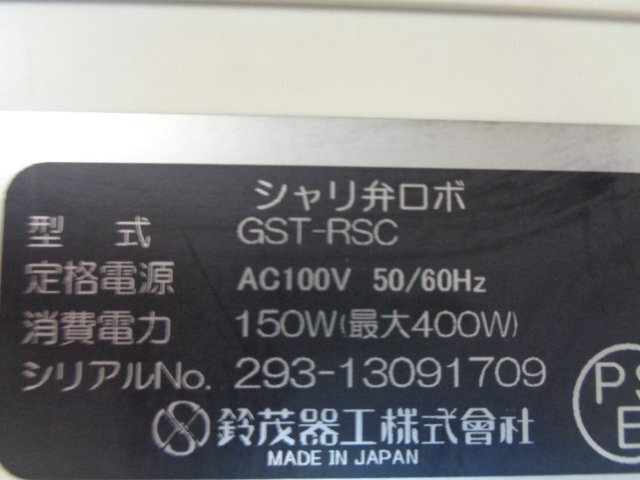 シャリ弁ロボ
型式 GST-RSC
定格電源 AC100V 50/60Hz
消費電力 150W(最大400W)
シリアルNo. 293-13091709
鈴茂器工株式會社
MADE IN JAPAN
PS
E